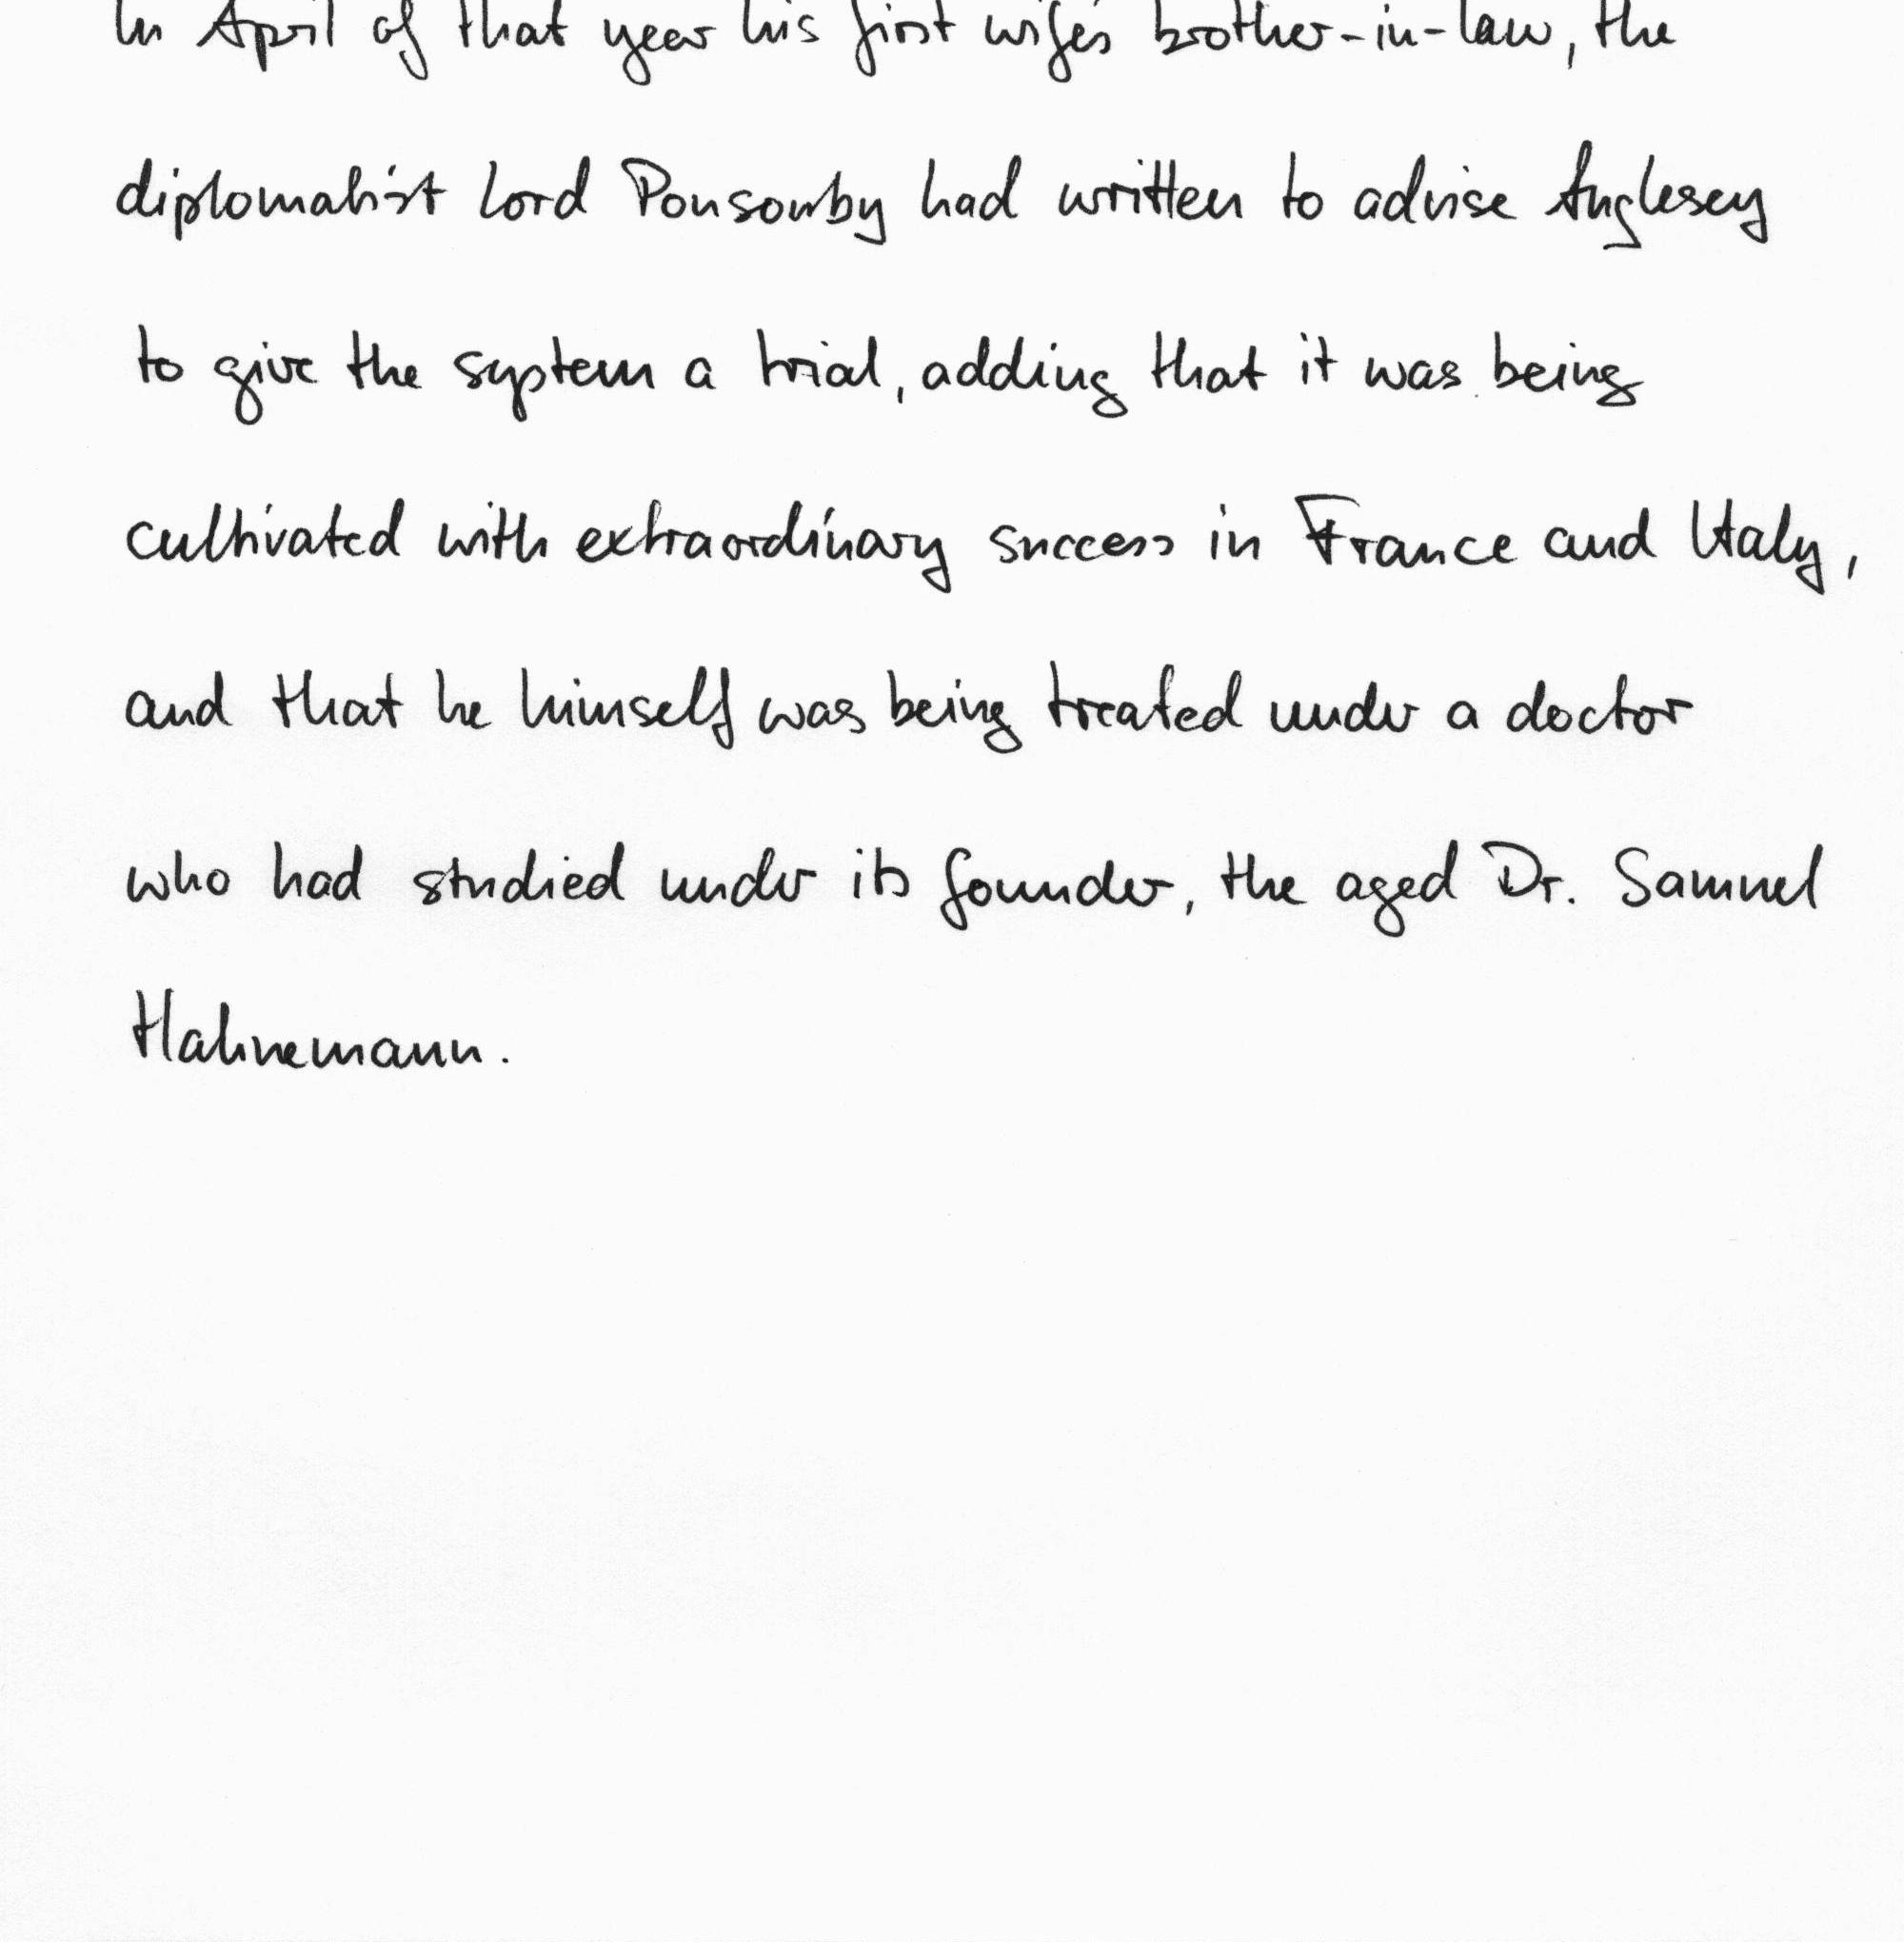 In April of that year his first wife's brother-in-law, the
diplomatist Lord Ponsonby had written to advise Anglesey
to give the system a trial, adding that it was being
cultivated with extraordinary success in France and Italy,
and that he himself was being treated under a doctor
who had studied under its founder, the aged Dr. Samuel
Hahnemann.